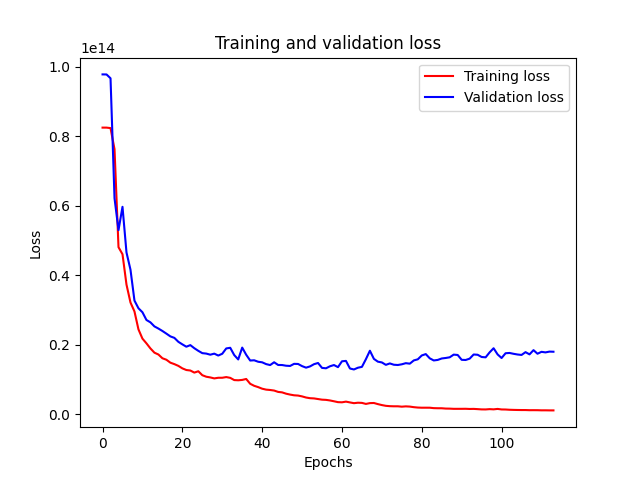 Training and validation loss
1e14
1.0
0.8
0.6
0.4
0.2
0.0
Loss
Training loss
Validation loss
0 20 40 60 80 100
Epochs